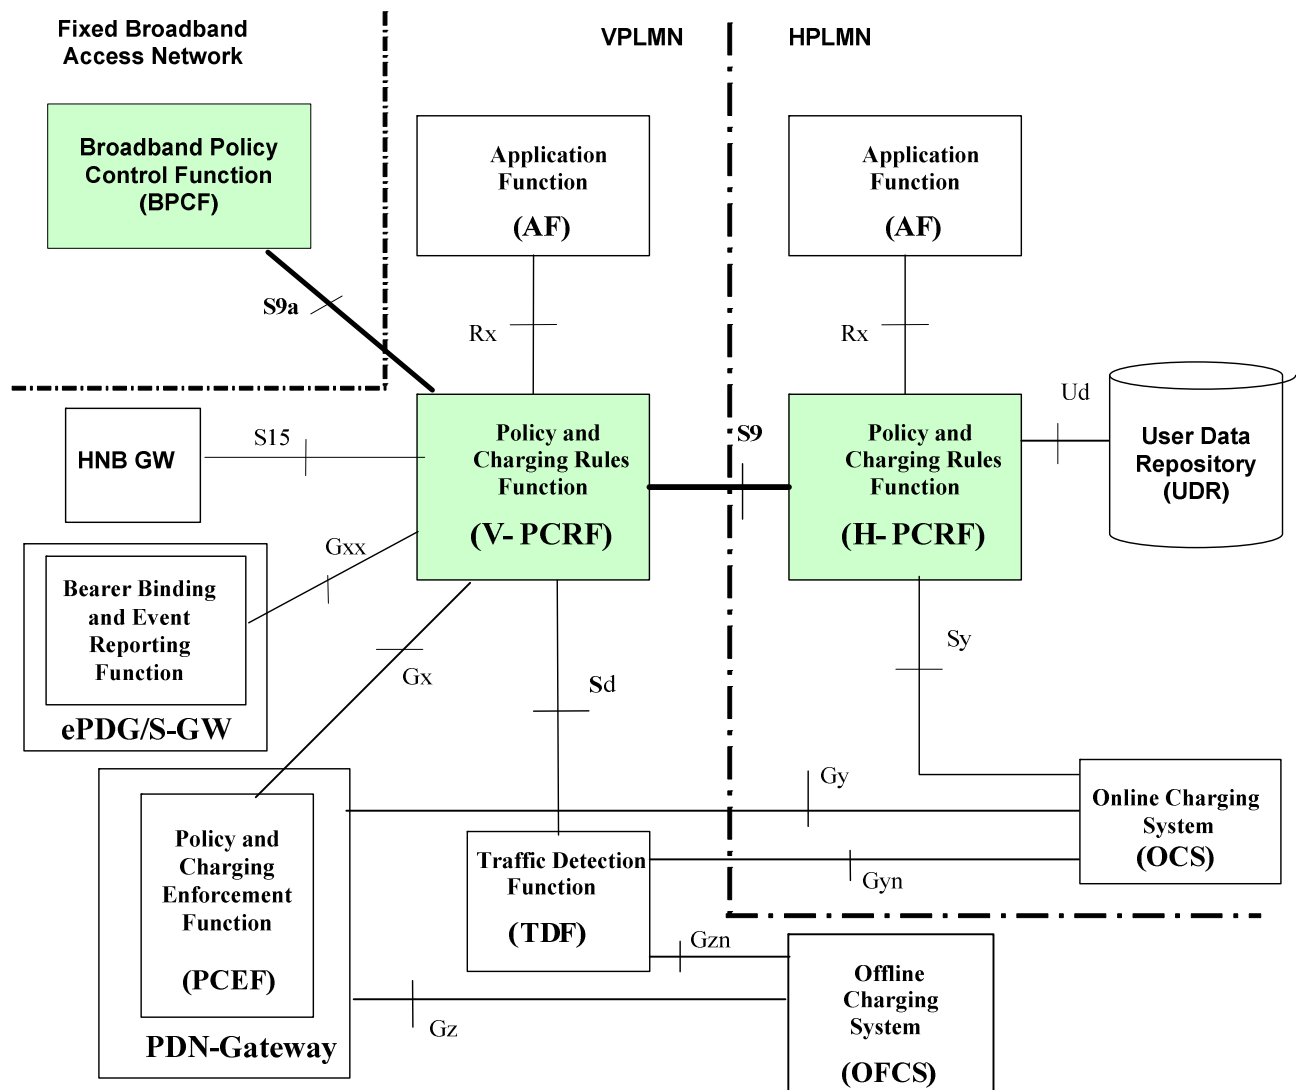 Fixed Broadband
Access Network
VPLMN
HPLMN
Broadband Policy
Control Function
(BPCF)
Application
Function
(AF)
Application
Function
(AF)
S9a
Rx
Rx
Ud
HNB GW
S15
Policy and
Charging Rules
Function
(V- PCRF)
S9
Policy and
Charging Rules
Function
(H- PCRF)
User Data
Repository
(UDR)
Gxx
Bearer Binding
and Event
Reporting
Function
ePDG/S-GW
Gx
Sd
Sy
Policy and
Charging
Enforcement
Function
(PCEF)
PDN-Gateway
Gy
Traffic Detection
Function
(TDF)
Gyn
Online Charging
System
(OCS)
Gzn
Gz
Offline
Charging
System
(OFCS)